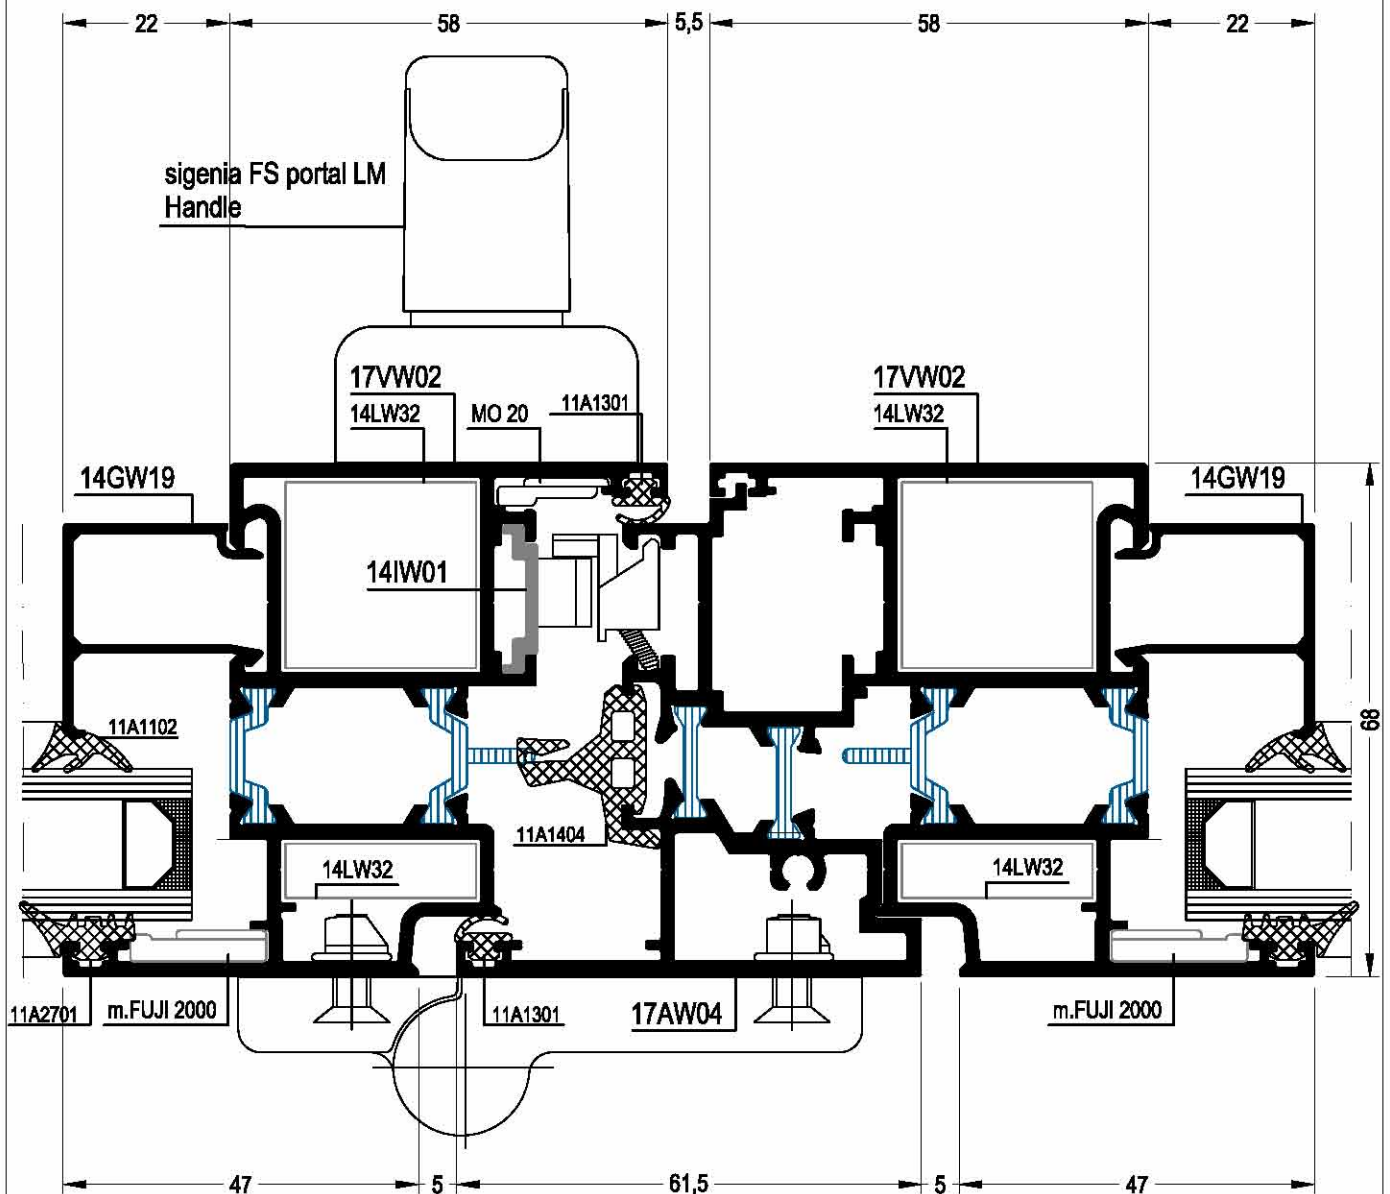 22
58
5,5
58
22
sigenia FS portal LM
Handle
17VW02
14LW32
MO 20
11A1301
17VW02
14LW32
14GW19
14GW19
14IW01
68
11A1102
11A1404
14LW32
14LW32
11A2701
m.FUJI 2000
11A1301
17AW04
m.FUJI 2000
47
5
61,5
5
47